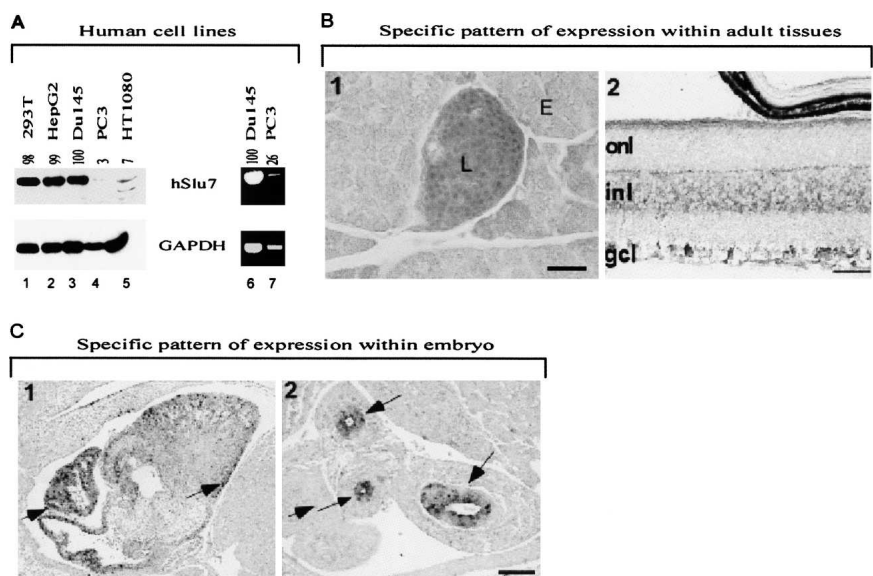 A
Human cell lines
293T
HepG2
Du145
PC3
HT1080
Du145
PC3
98
99
100
3
7
100
26
hSlu7
GAPDH
1 2 3 4 5 6 7
B
Specific pattern of expression within adult tissues
1
E
L
2
onl
inl
gcl
C
Specific pattern of expression within embryo
1
2